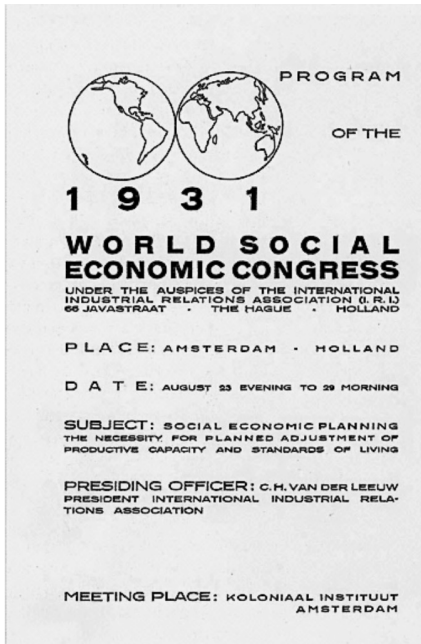 PROGRAM
OF THE
1931
WORLD SOCIAL
ECONOMIC CONGRESS
UNDER THE AUSPICES OF THE INTERNATIONAL
INDUSTRIAL RELATIONS ASSOCIATION (I. R. I.)
66 JAVASTRAAT - THE HAGUE - HOLLAND
PLACE: AMSTERDAM - HOLLAND
DATE: AUGUST 23 EVENING TO 29 MORNING
SUBJECT: SOCIAL ECONOMIC PLANNING
THE NECESSITY FOR PLANNED ADJUSTMENT OF
PRODUCTIVE CAPACITY AND STANDARDS OF LIVING
PRESIDING OFFICER: C. H. VAN DER LEEUW
PRESIDENT INTERNATIONAL INDUSTRIAL RELA-
TIONS ASSOCIATION
MEETING PLACE: KOLONIAAL INSTITUUT
AMSTERDAM